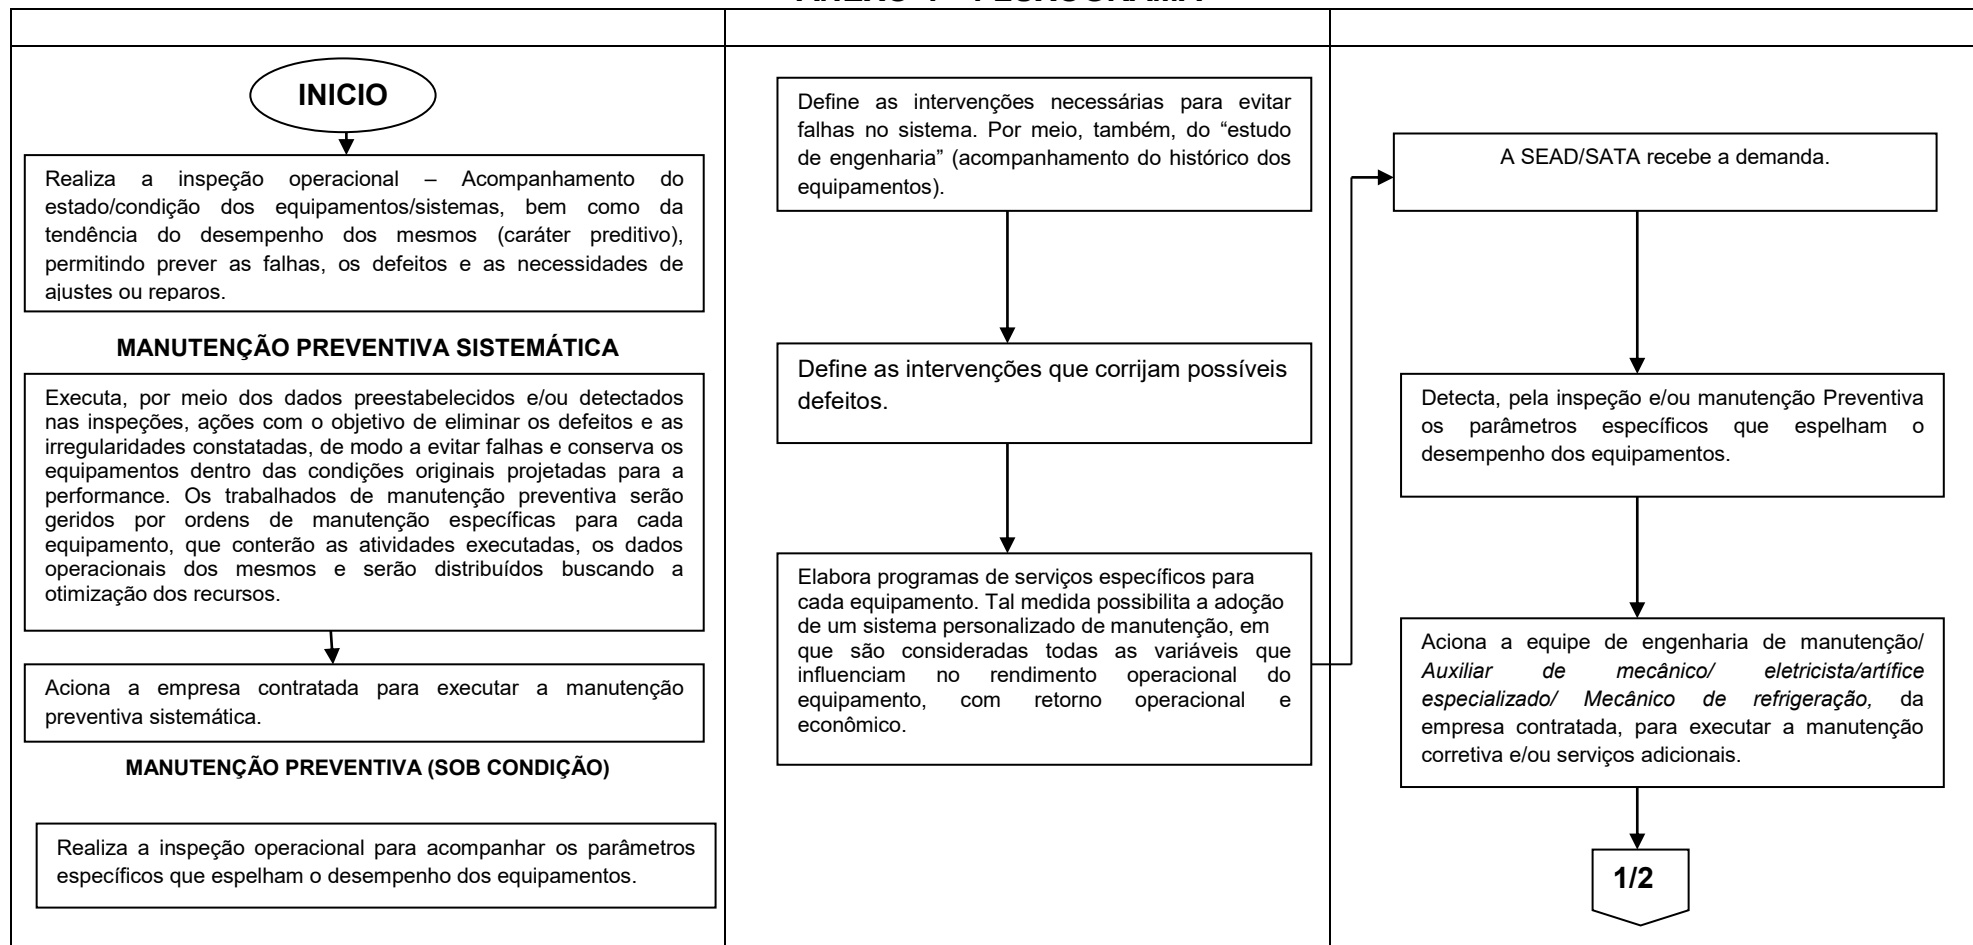 INICIO
Realiza a inspeção operacional – Acompanhamento do
estado/condição dos equipamentos/sistemas, bem como da
tendência do desempenho dos mesmos (caráter preditivo),
permitindo prever as falhas, os defeitos e as necessidades de
ajustes ou reparos.
MANUTENÇÃO PREVENTIVA SISTEMÁTICA
Executa, por meio dos dados preestabelecidos e/ou detectados
nas inspeções, ações com o objetivo de eliminar os defeitos e as
irregularidades constatadas, de modo a evitar falhas e conserva os
equipamentos dentro das condições originais projetadas para a
performance. Os trabalhados de manutenção preventiva serão
geridos por ordens de manutenção específicas para cada
equipamento, que conterão as atividades executadas, os dados
operacionais dos mesmos e serão distribuídos buscando a
otimização dos recursos.
Aciona a empresa contratada para executar a manutenção
preventiva sistemática.
MANUTENÇÃO PREVENTIVA (SOB CONDIÇÃO)
Realiza a inspeção operacional para acompanhar os parâmetros
específicos que espelham o desempenho dos equipamentos.
Define as intervenções necessárias para evitar
falhas no sistema. Por meio, também, do “estudo
de engenharia” (acompanhamento do histórico dos
equipamentos).
Define as intervenções que corrijam possíveis
defeitos.
Elabora programas de serviços específicos para
cada equipamento. Tal medida possibilita a adoção
de um sistema personalizado de manutenção, em
que são consideradas todas as variáveis que
influenciam no rendimento operacional do
equipamento, com retorno operacional e
econômico.
A SEAD/SATA recebe a demanda.
Detecta, pela inspeção e/ou manutenção Preventiva
os parâmetros específicos que espelham o
desempenho dos equipamentos.
Aciona a equipe de engenharia de manutenção/
Auxiliar de mecânico/ eletricista/artífice
especializado/ Mecânico de refrigeração, da
empresa contratada, para executar a manutenção
corretiva e/ou serviços adicionais.
1/2